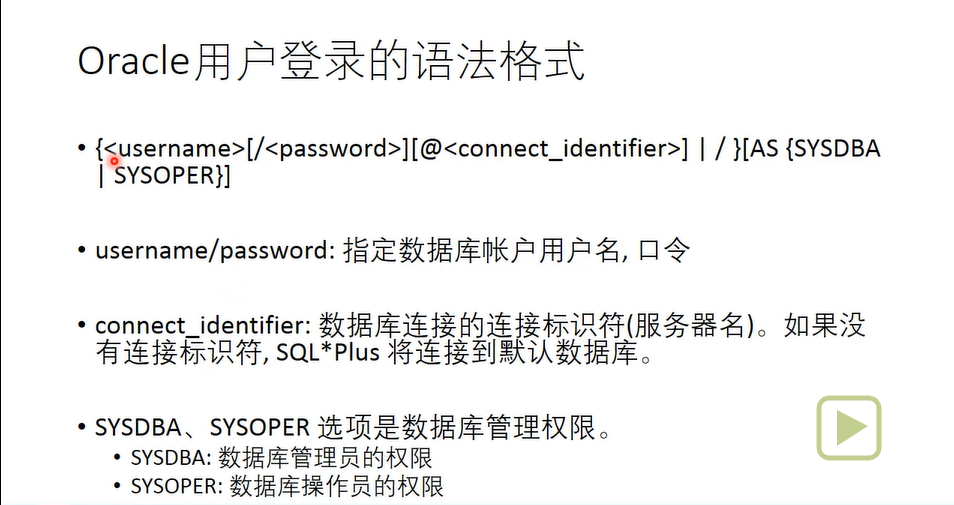 Oracle用户登录的语法格式
• {<username>[/<password>][@<connect_identifier>] | / }[AS {SYSDBA
| SYSOPER}]
• username/password: 指定数据库帐户用户名, 口令
• connect_identifier: 数据库连接的连接标识符(服务器名)。如果没
有连接标识符, SQL*Plus 将连接到默认数据库。
• SYSDBA、SYSOPER 选项是数据库管理权限。
• SYSDBA: 数据库管理员的权限
• SYSOPER: 数据库操作员的权限